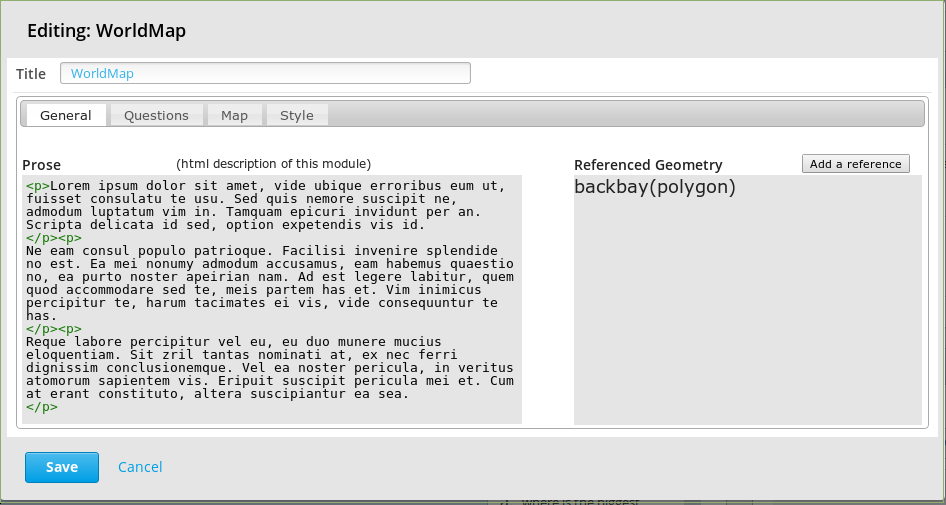 Editing: WorldMap
Title WorldMap
General Questions Map Style
Prose (html description of this module)
<p>Lorem ipsum dolor sit amet, vide ubique erroribus eum ut,
fuisset consulatu te usu. Sed quis nemore suscipit ne,
admodum luptatum vim in. Tamquam epicuri invidunt per an.
Scripta delicata id sed, option expetendis vis id.
</p><p>
Ne eam consul populo patrioque. Facilisi invenire splendide
no est. Ea mei nonumy admodum accusamus, eam habemus quaestio
no, ea purto noster apeirian nam. Ad est legere labitur, quem
quod accommodare sed te, meis partem has et. Vim inimicus
percipitur te, harum tacimates ei vis, vide consequuntur te
has.
</p><p>
Reque labore percipitur vel eu, eu duo munere mucius
eloquentiam. Sit zril tantas nominati at, ex nec ferri
dignissim conclusionemque. Vel ea noster pericula, in veritus
atomorum sapientem vis. Eripuit suscipit pericula mei et. Cum
at erant constituto, altera suscipiantur ea sea.
</p>
Referenced Geometry Add a reference
backbay(polygon)
Save Cancel
where is the biggest